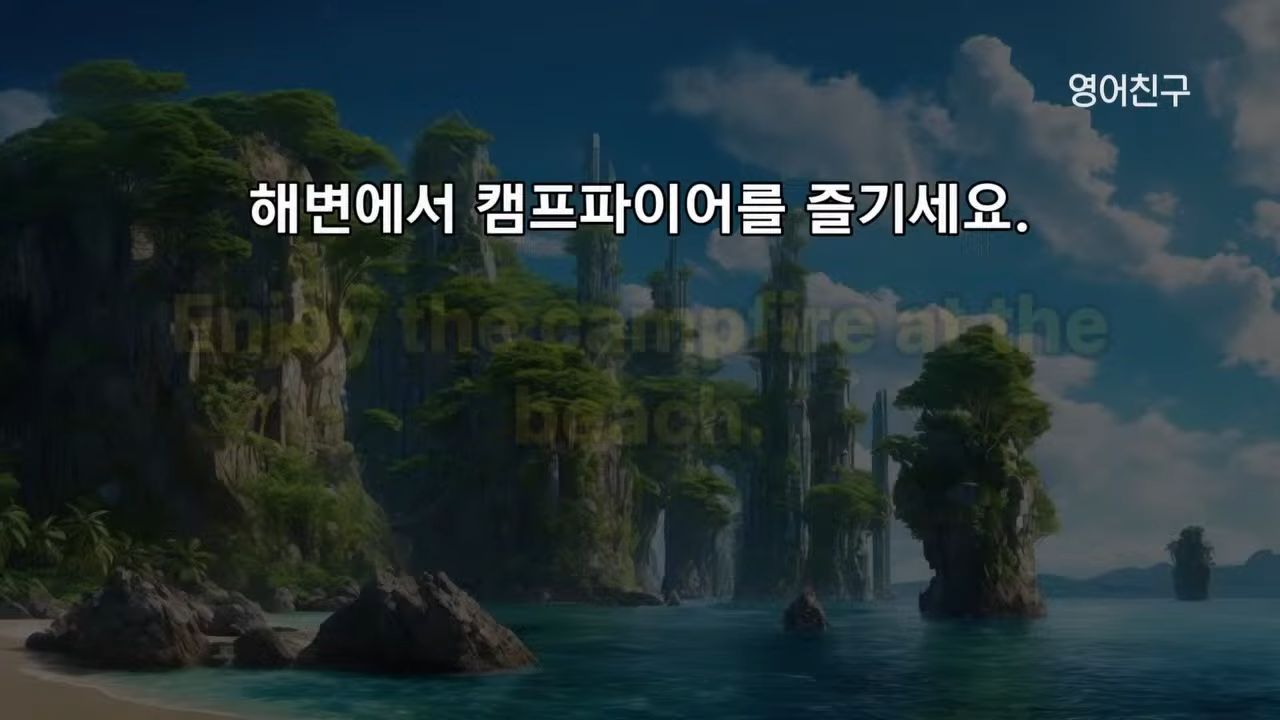 영어친구
해변에서 캠프파이어를 즐기세요.
Enjoy the campfire at the
beach.